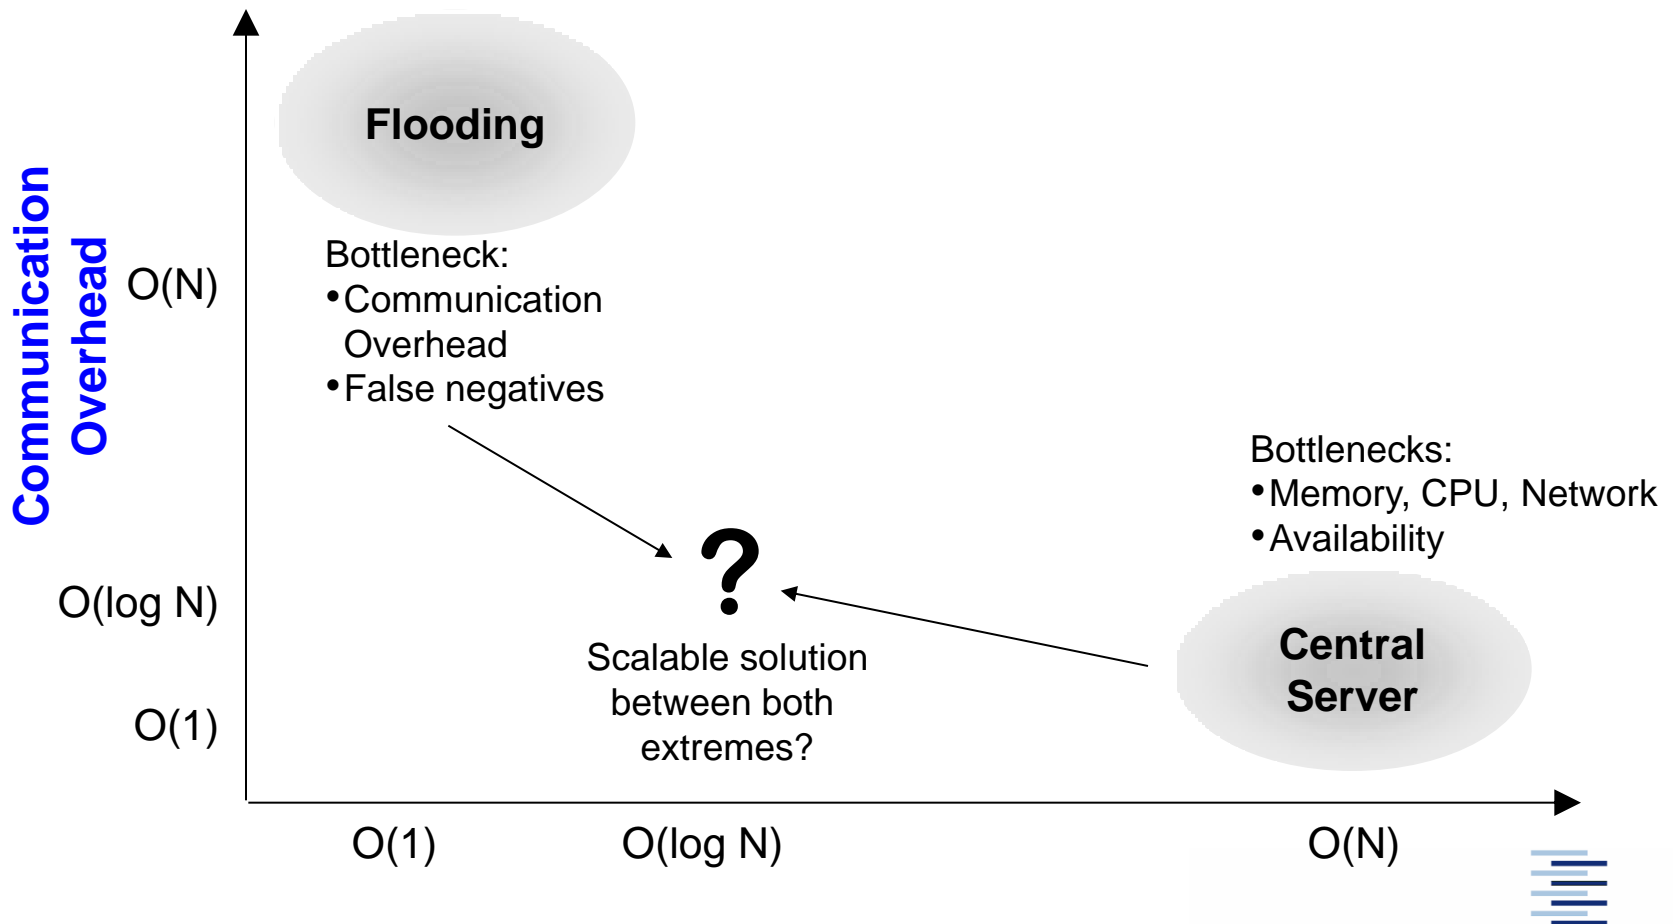 Flooding
Communication
Overhead
O(N)
Bottleneck:
•Communication
Overhead
•False negatives
Bottlenecks:
•Memory, CPU, Network
•Availability
?
O(log N)
Scalable solution
between both
extremes?
Central
Server
O(1)
O(1)
O(log N)
O(N)